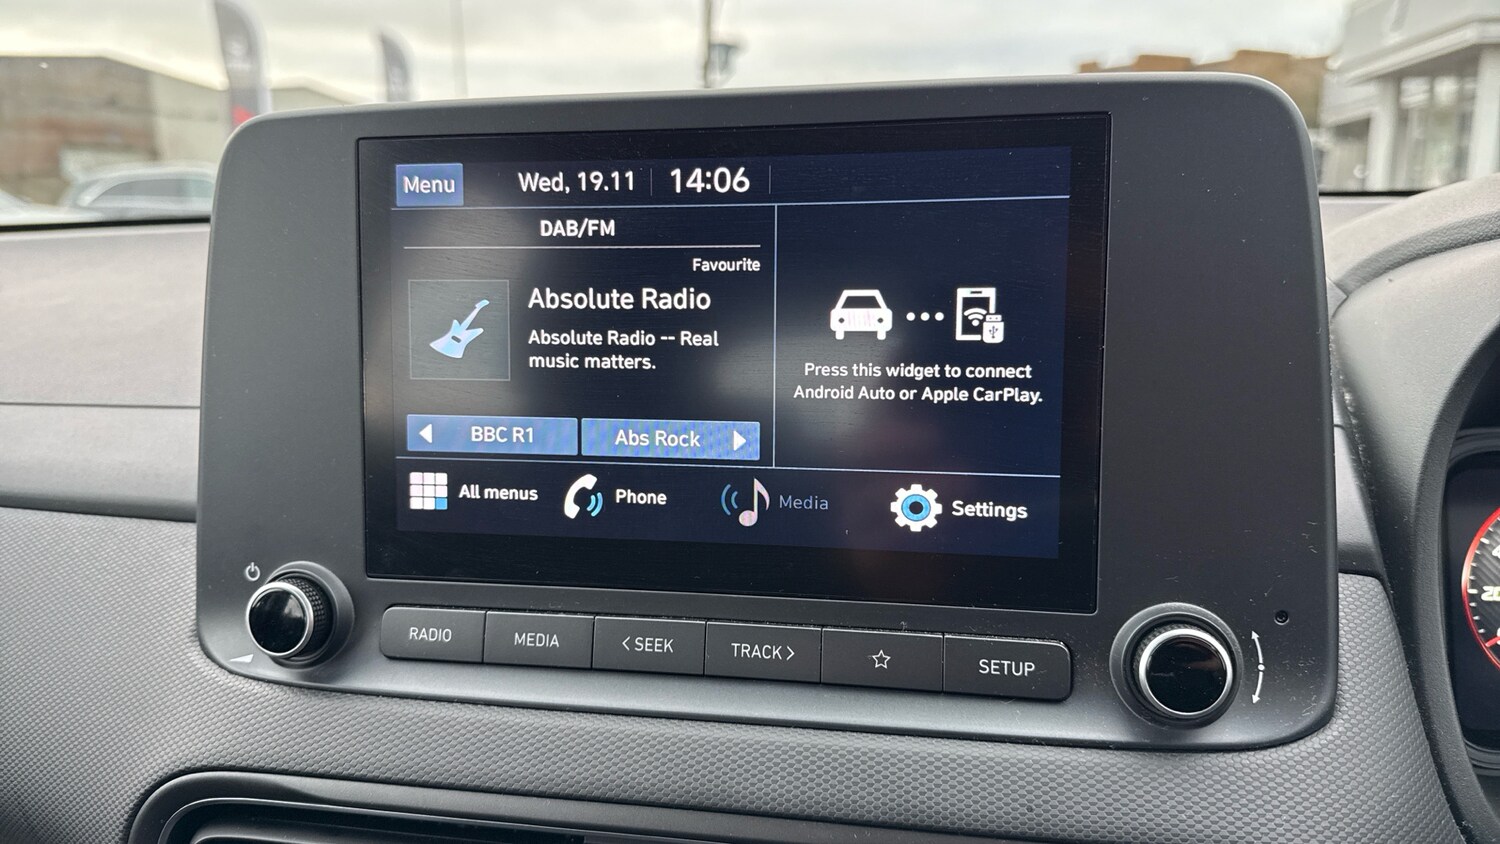 Menu
Wed, 19.11
14:06
DAB/FM
Favourite
Absolute Radio
Absolute Radio -- Real
music matters.
BBC R1
Abs Rock
Press this widget to connect
Android Auto or Apple CarPlay.
All menus
Phone
Media
Settings
RADIO
MEDIA
< SEEK
TRACK >
SETUP